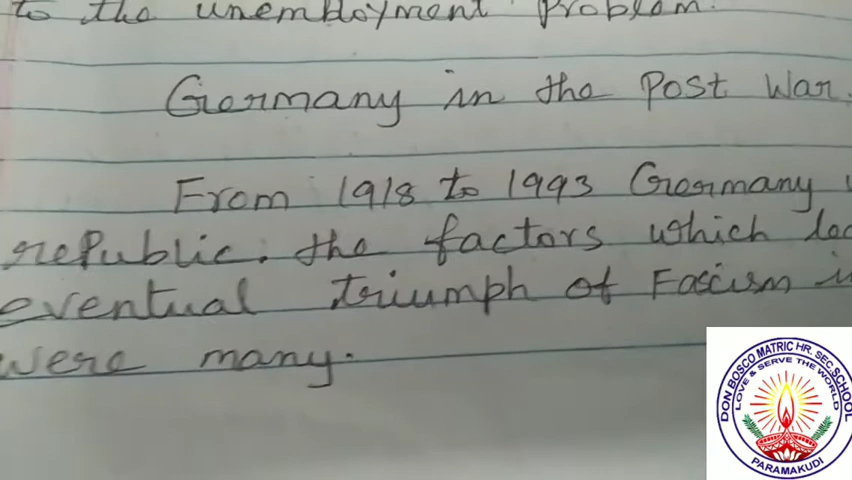 to the unemployment problem.
Germany in the Post War.
From 1918 to 1993 Germany
republic. the factors which
eventual triumph of Fascism
were many.
DON BOSCO MATRIC HR. SEC SCHOOL
LOVE & SERVE THE WORLD
PARAMAKUDI